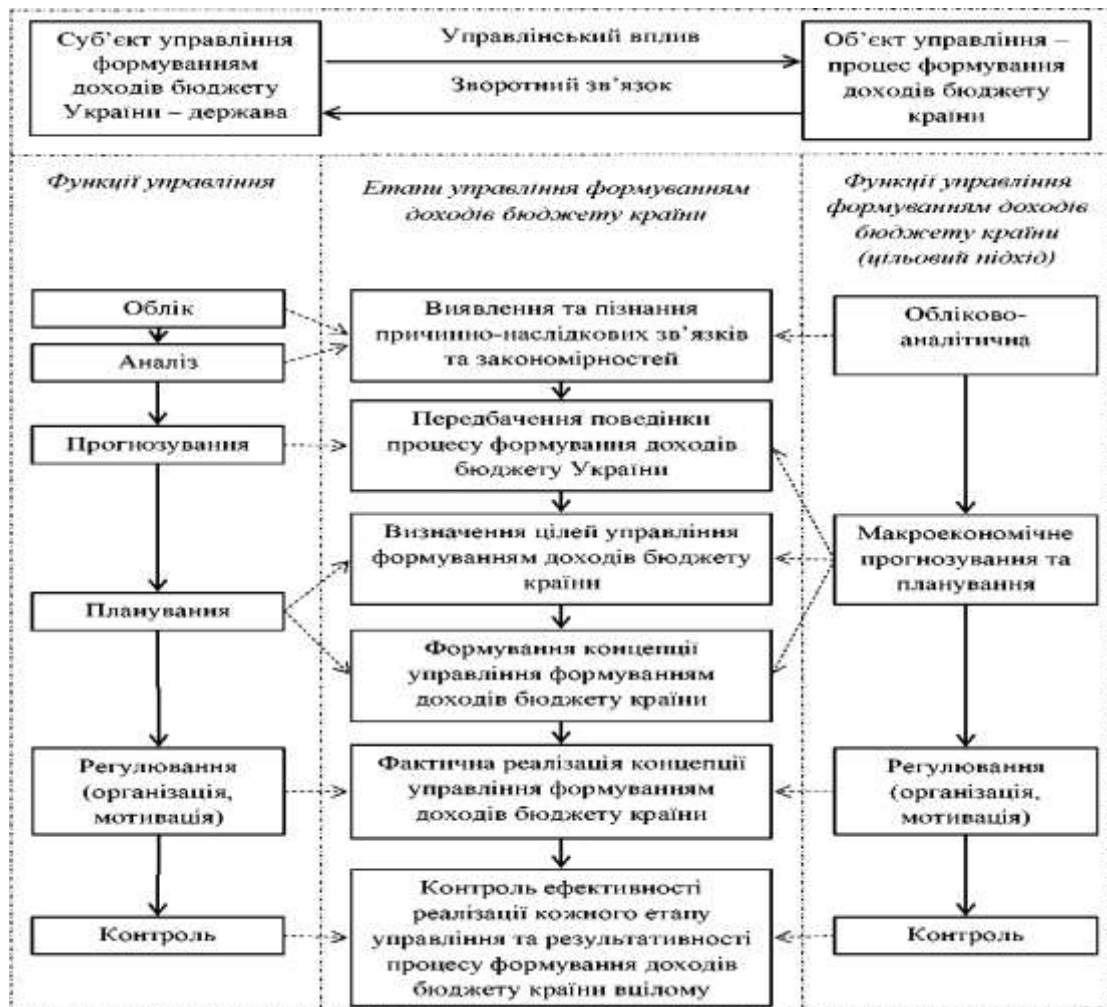 Суб’єкт управління
формуванням
доходів бюджету
України – держава
Управлінський вплив
Зворотний зв’язок
Об’єкт управління –
процес формування
доходів бюджету
країни
Функції управління
Етапи управління формуванням
доходів бюджету країни
Функції управління
формуванням доходів
бюджету країни
(цільовий підхід)
Облік
Аналіз
Прогнозування
Планування
Регулювання
(організація,
мотивація)
Контроль
Виявлення та пізнання
причинно-наслідкових зв’язків
та закономірностей
Передбачення поведінки
процесу формування доходів
бюджету України
Визначення цілей управління
формуванням доходів бюджету
країни
Формування концепції
управління формуванням
доходів бюджету країни
Фактична реалізація концепції
управління формуванням
доходів бюджету країни
Контроль ефективності
реалізації кожного етапу
управління та результативності
процесу формування доходів
бюджету країни вцілому
Обліково-
аналітична
Макроекономічне
прогнозування та
планування
Регулювання
(організація,
мотивація)
Контроль